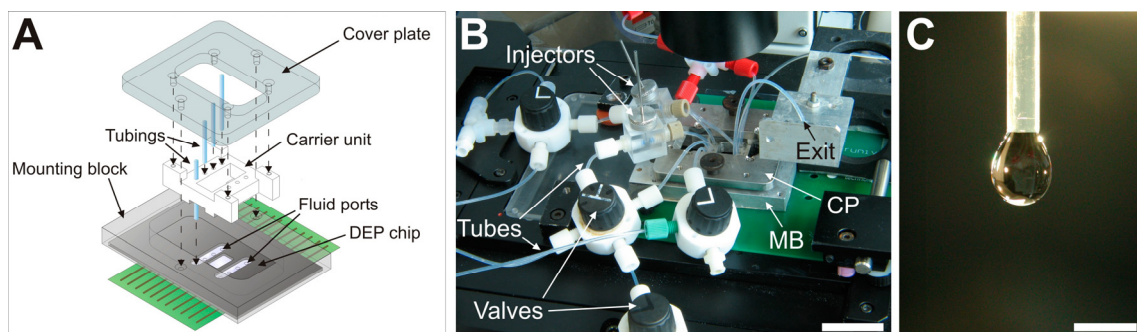 A
Cover plate
Tubings
Carrier unit
Mounting block
Fluid ports
DEP chip
B
Injectors
Exit
CP
MB
Tubes
Valves
C